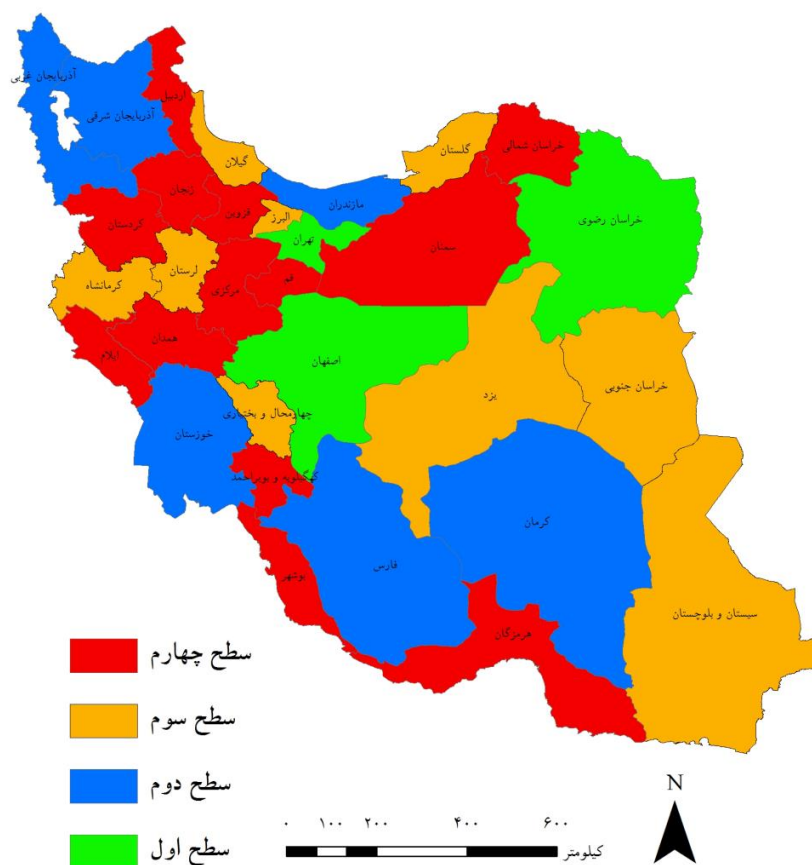 آذربایجان غربی
آذربایجان شرقی
اردبیل
گیلان
گلستان
خراسان شمالی
زنجان
قزوین
مازندران
کردستان
البرز
تهران
خراسان رضوی
سمنان
لرستان
کرمانشاه
مرکزی
قم
همدان
ایلام
اصفهان
یزد
خراسان جنوبی
چهارمحال و بختیاری
خوزستان
کهگیلویه و بویراحمد
کرمان
فارس
بوشهر
سیستان و بلوچستان
هرمزگان
سطح چهارم
سطح سوم
سطح دوم
سطح اول
N
۰ ۱۰۰ ۲۰۰ ۴۰۰ ۶۰۰
کیلومتر